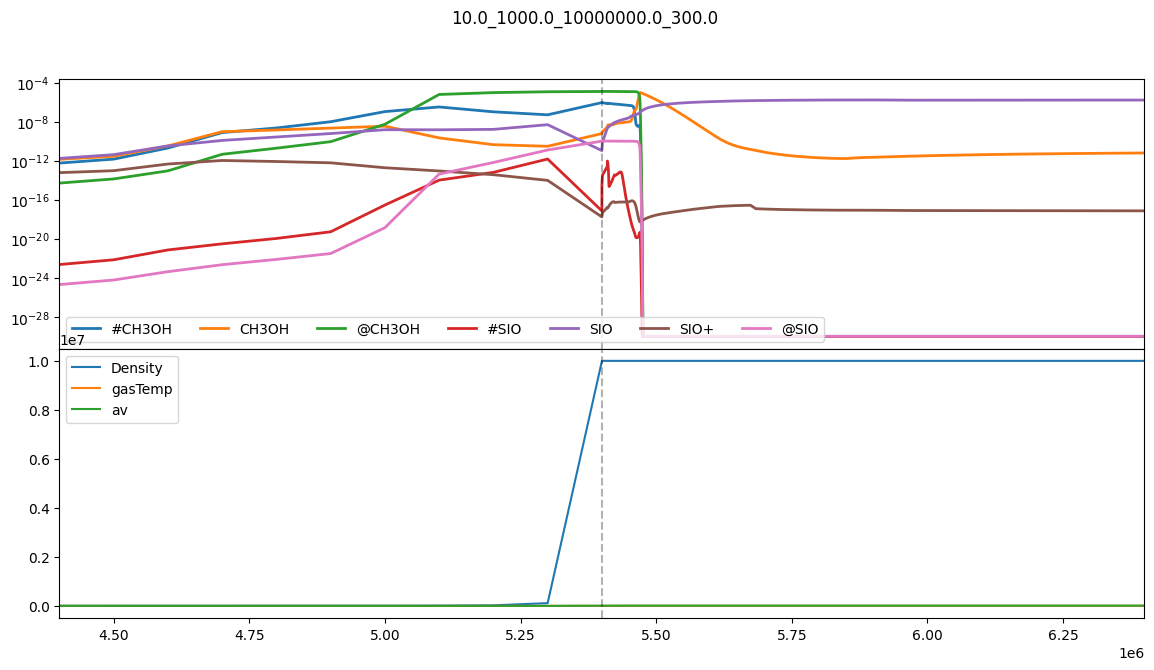 10.0_1000.0_10000000.0_300.0
10⁻⁴
10⁻⁸
10⁻¹²
10⁻¹⁶
10⁻²⁰
10⁻²⁴
10⁻²⁸
#CH3OH CH3OH @CH3OH #SIO SIO SIO+ @SIO
1e7
1.0
0.8
0.6
0.4
0.2
0.0
Density
gasTemp
av
4.50 4.75 5.00 5.25 5.50 5.75 6.00 6.25
1e6